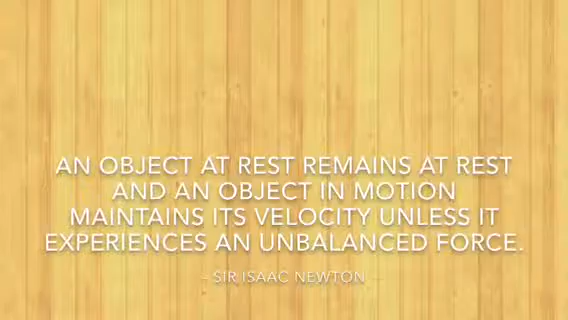 AN OBJECT AT REST REMAINS AT REST
AND AN OBJECT IN MOTION
MAINTAINS ITS VELOCITY UNLESS IT
EXPERIENCES AN UNBALANCED FORCE.
– SIR ISAAC NEWTON